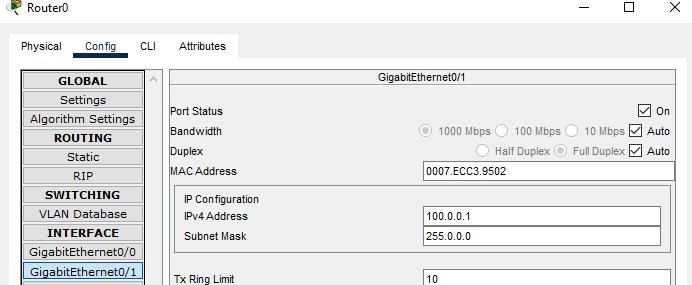 Router0
Physical Config CLI Attributes
GLOBAL
Settings
Algorithm Settings
ROUTING
Static
RIP
SWITCHING
VLAN Database
INTERFACE
GigabitEthernet0/0
GigabitEthernet0/1
GigabitEthernet0/1
Port Status On
Bandwidth 1000 Mbps 100 Mbps 10 Mbps Auto
Duplex Half Duplex Full Duplex Auto
MAC Address 0007.ECC3.9502
IP Configuration
IPv4 Address 100.0.0.1
Subnet Mask 255.0.0.0
Tx Ring Limit 10